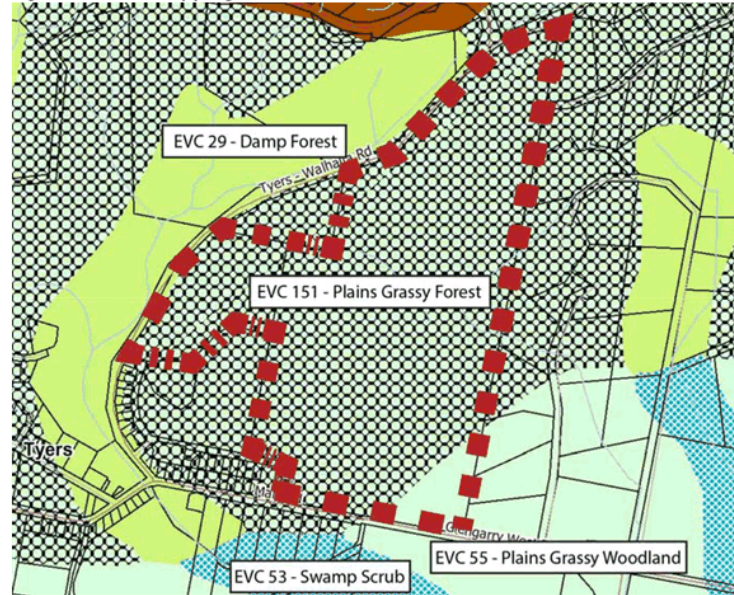 EVC 29 - Damp Forest
Tyers - Walhalla Rd
EVC 151 - Plains Grassy Forest
Tyers
Glengarry
EVC 55 - Plains Grassy Woodland
EVC 53 - Swamp Scrub